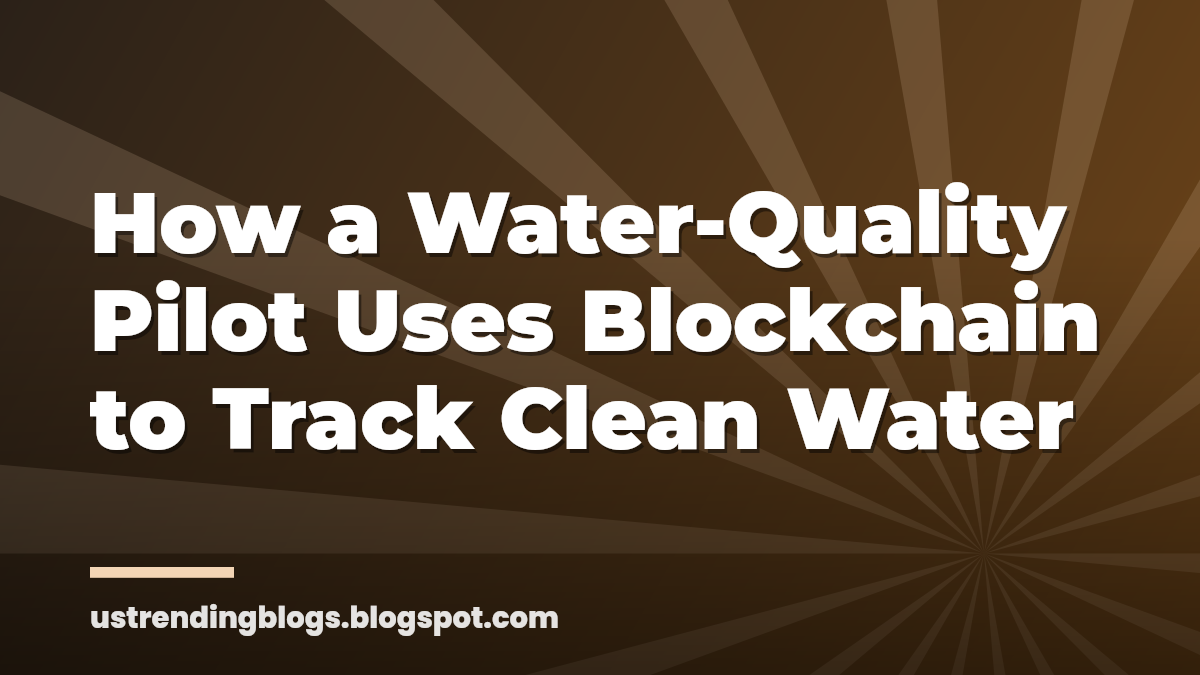 How a Water-Quality
Pilot Uses Blockchain
to Track Clean Water
ustrendingblogs.blogspot.com